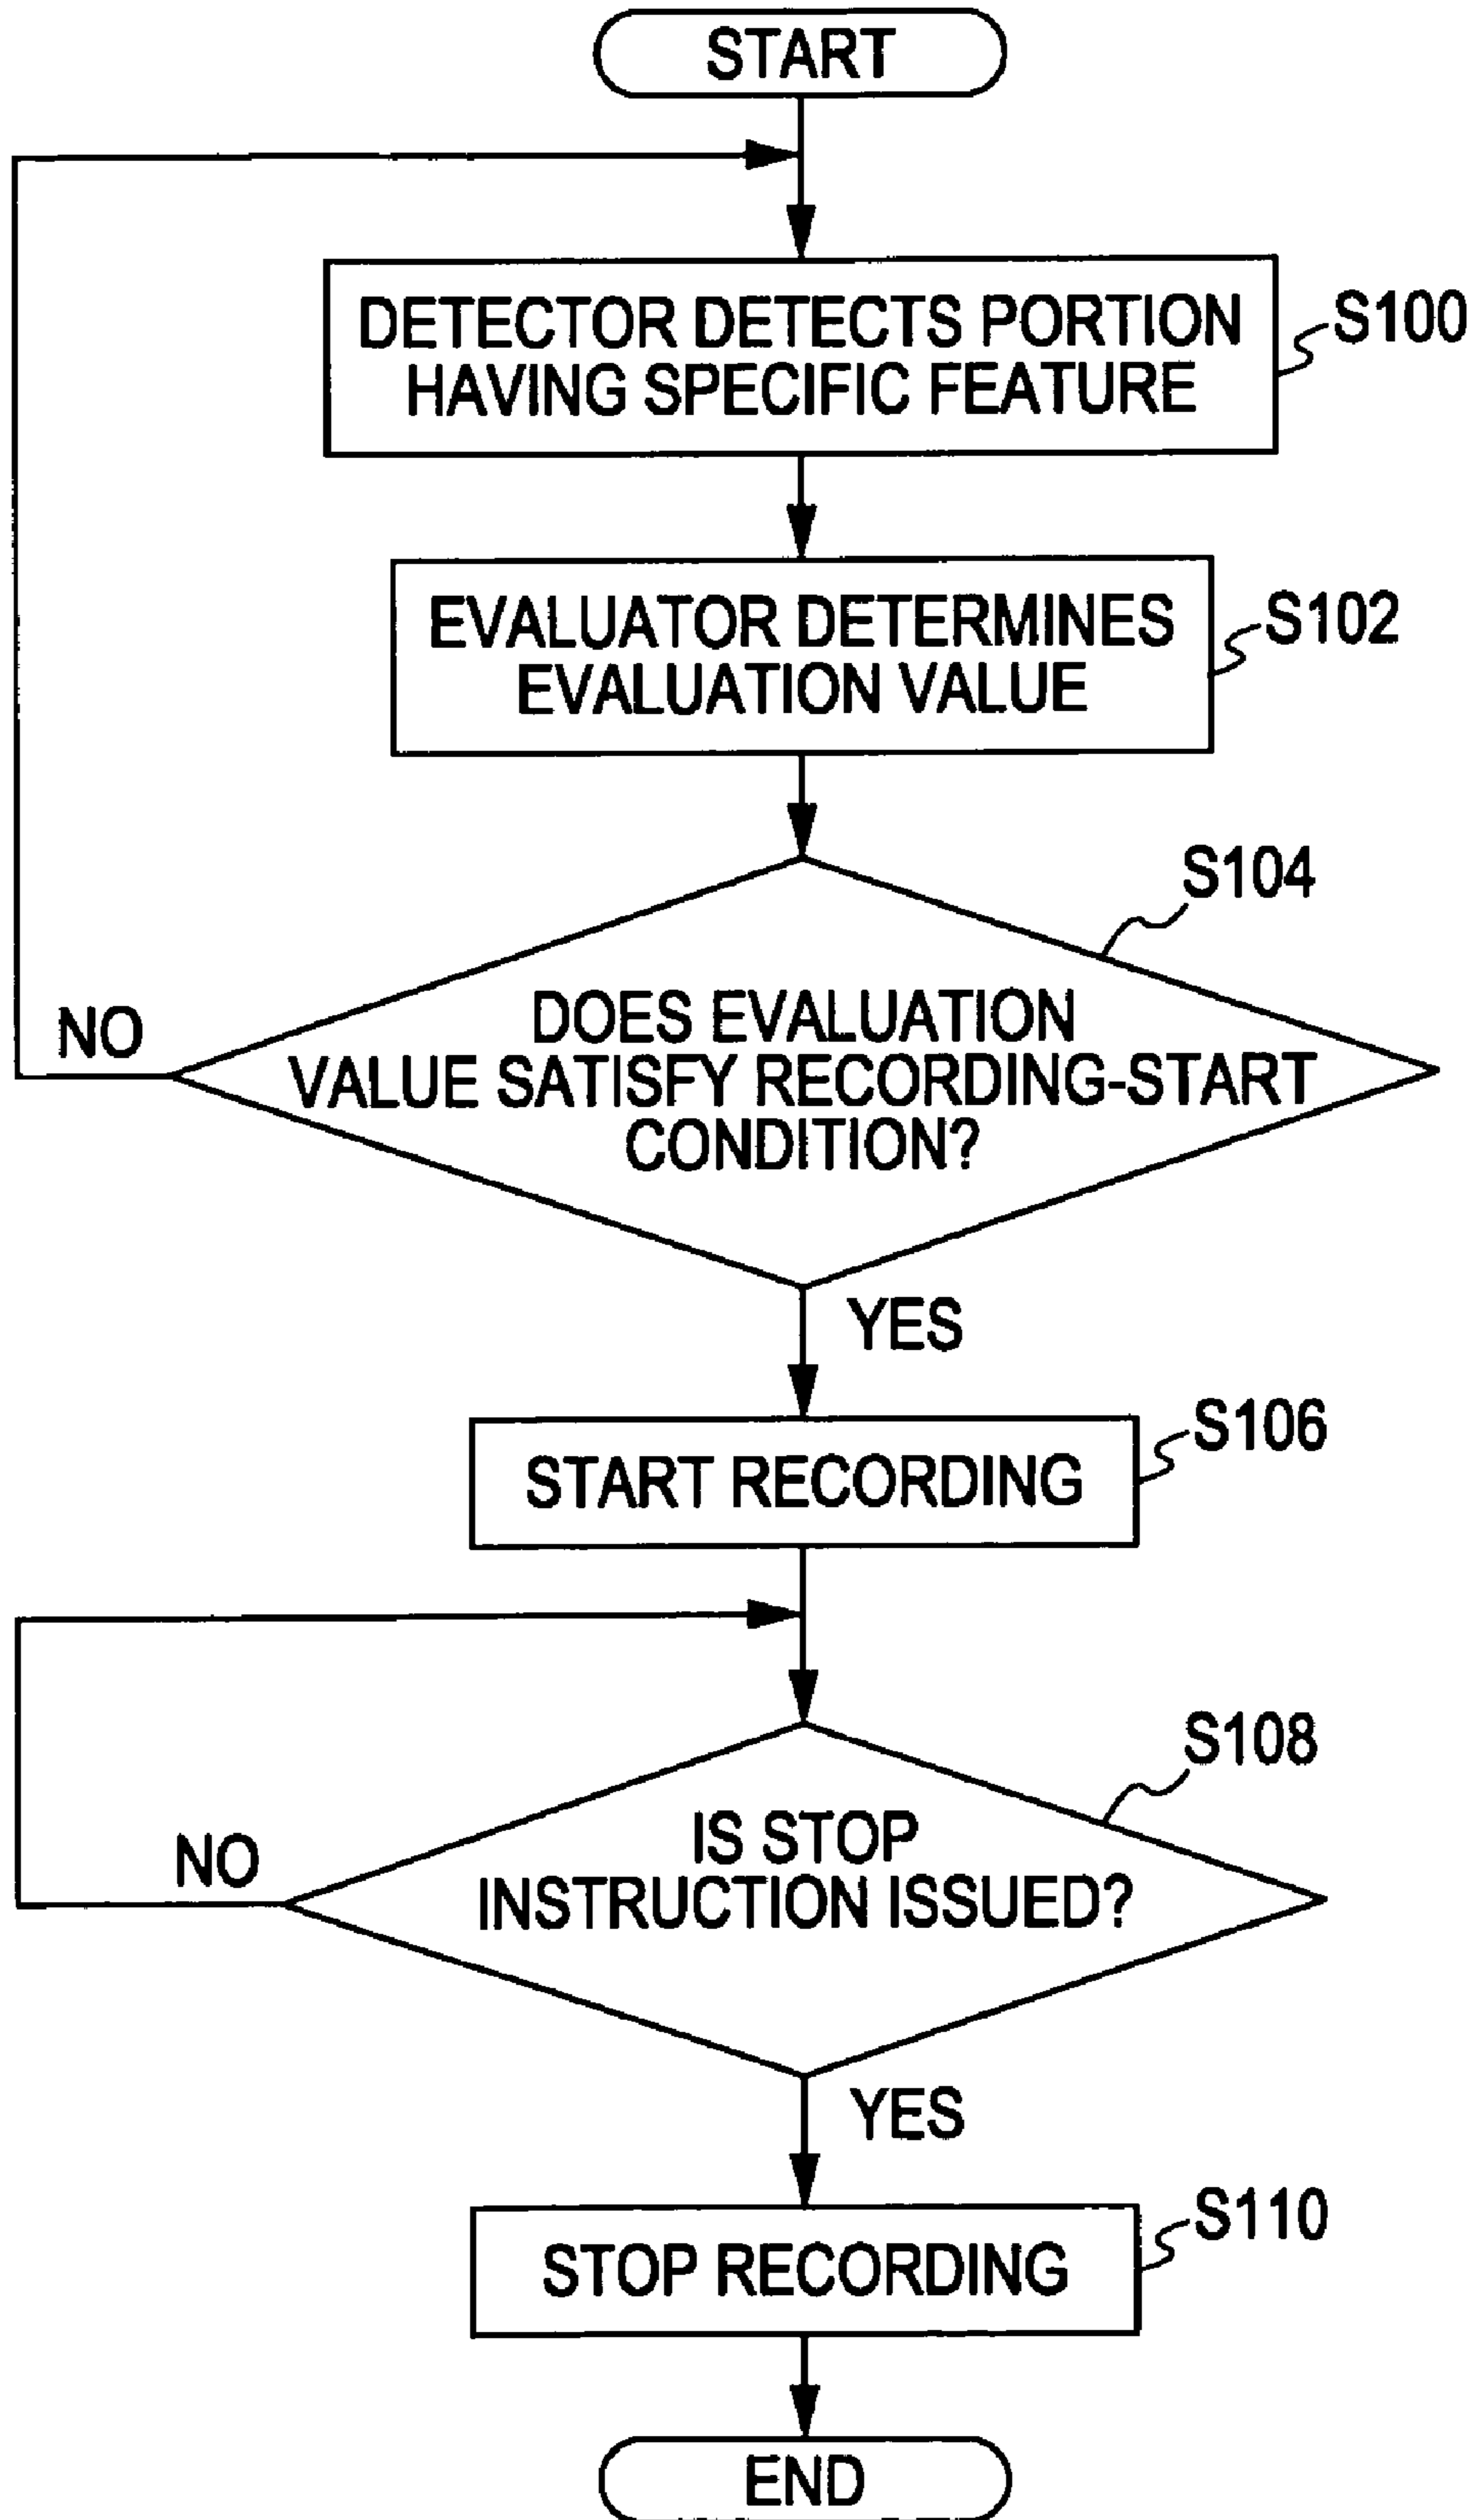 START
DETECTOR DETECTS PORTION
HAVING SPECIFIC FEATURE
S100
EVALUATOR DETERMINES
EVALUATION VALUE
S102
S104
DOES EVALUATION
VALUE SATISFY RECORDING-START
CONDITION?
NO
YES
START RECORDING
S106
S108
IS STOP
INSTRUCTION ISSUED?
NO
YES
STOP RECORDING
S110
END